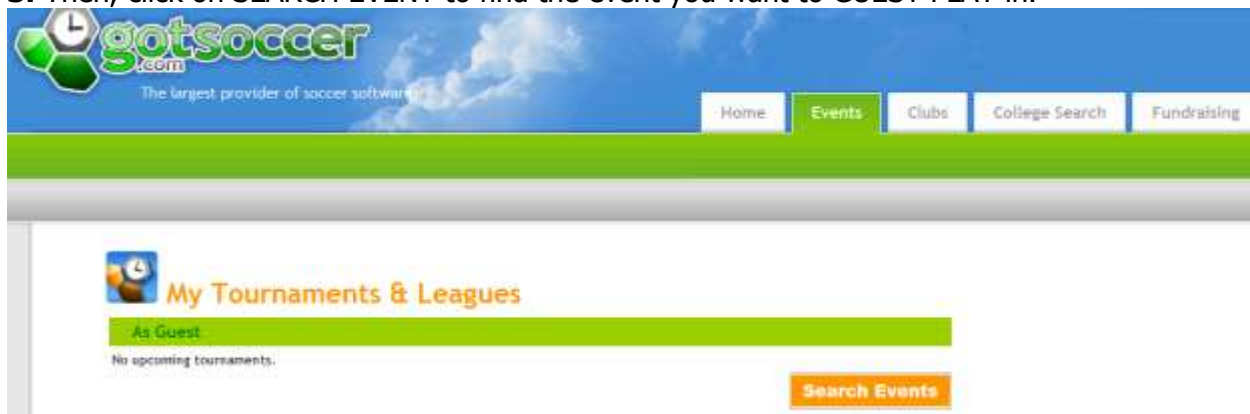 3. Then, click on SEARCH EVENT to find the event you want to GUEST PLAY in.
gotsoccer
.com
The largest provider of soccer software
Home Events Clubs College Search Fundraising
My Tournaments & Leagues
As Guest
No upcoming tournaments.
Search Events